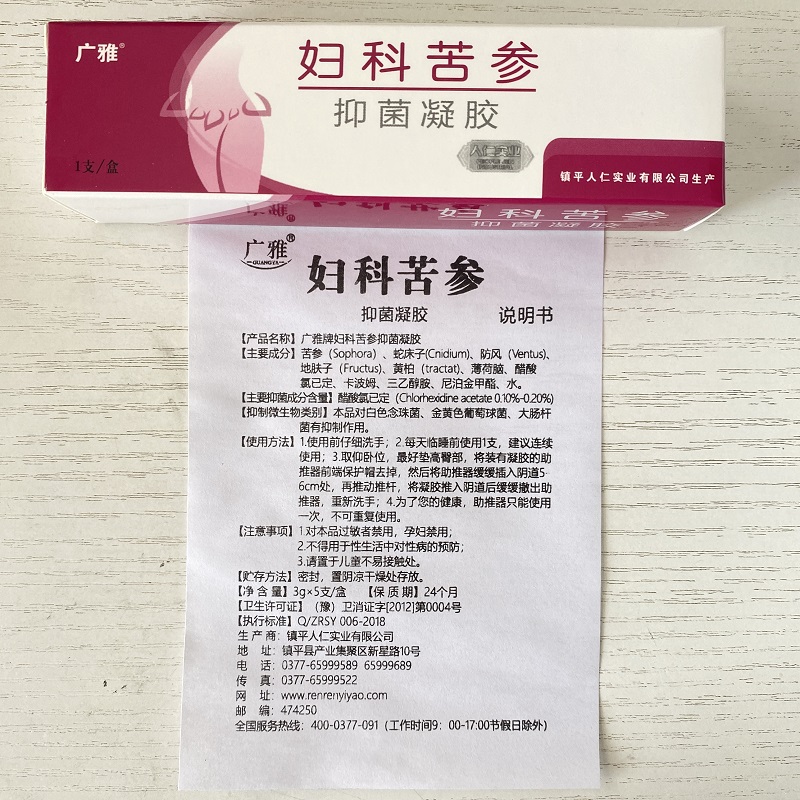 广雅®
妇科苦参
抑菌凝胶
人仁实业
1支/盒
镇平人仁实业有限公司生产
妇科苦参
抑菌凝胶
广雅®
GUANGYA
妇科苦参
抑菌凝胶 说明书
【产品名称】广雅牌妇科苦参抑菌凝胶
【主要成分】苦参（Sophora）、蛇床子(Cnidium)、防风（Ventus)、
地肤子（Fructus)、黄柏（tractat)、薄荷脑、醋酸
氯已定、卡波姆、三乙醇胺、尼泊金甲酯、水。
【主要抑菌成分含量】醋酸氯已定（Chlorhexidine acetate 0.10%-0.20%）
【抑制微生物类别】本品对白色念珠菌、金黄色葡萄球菌、大肠杆
菌有抑制作用。
【使用方法】1.使用前仔细洗手；2.每天临睡前使用1支，建议连续
使用；3.取仰卧位，最好垫高臀部，将装有凝胶的助
推器前端保护帽去掉，然后将助推器缓缓插入阴道5-
6cm处，再推动推杆，将凝胶推入阴道后缓缓撤出助
推器，重新洗手；4.为了您的健康，助推器只能使用
一次，不可重复使用。
【注意事项】1.对本品过敏者禁用，孕妇禁用；
2.不得用于性生活中对性病的预防；
3.请置于儿童不易接触处。
【贮存方法】密封，置阴凉干燥处存放。
【净 含 量】3g×5支/盒 【保 质 期】24个月
【卫生许可证】（豫）卫消证字[2012]第0004号
【执行标准】Q/ZRSY 006-2018
生 产 商：镇平人仁实业有限公司
地 址：镇平县产业集聚区新星路10号
电 话：0377-65999589 65999689
传 真：0377-65999522
网 址：www.renrenyiyao.com
邮 编：474250
全国服务热线：400-0377-091（工作时间9：00-17:00节假日除外）